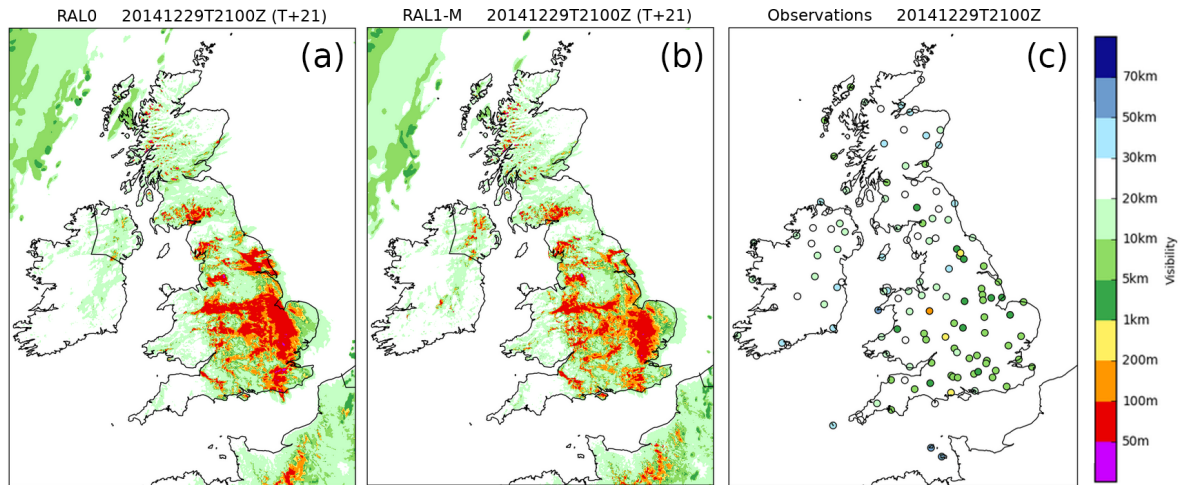 RAL0 20141229T2100Z (T+21)
RAL1-M 20141229T2100Z (T+21)
Observations 20141229T2100Z
(a)
(b)
(c)
70km
50km
30km
20km
10km
5km
1km
200m
100m
50m
Visibility